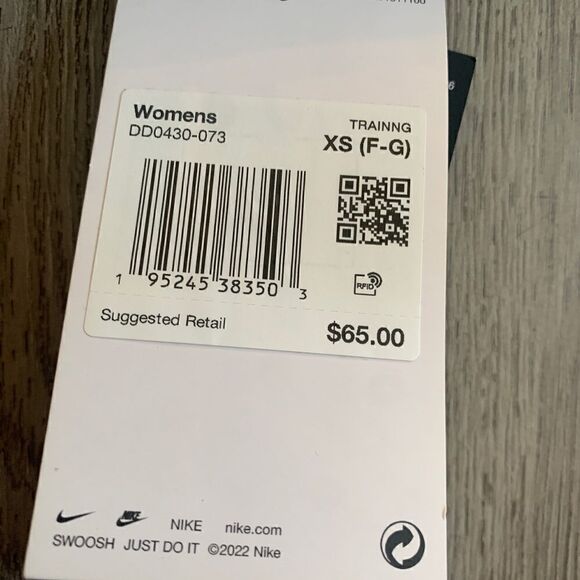 Womens
DD0430-073
TRAINNG
XS (F-G)
1 95245 38350 3
RFID
Suggested Retail
$65.00
NIKE NIKE nike.com
SWOOSH JUST DO IT ©2022 Nike